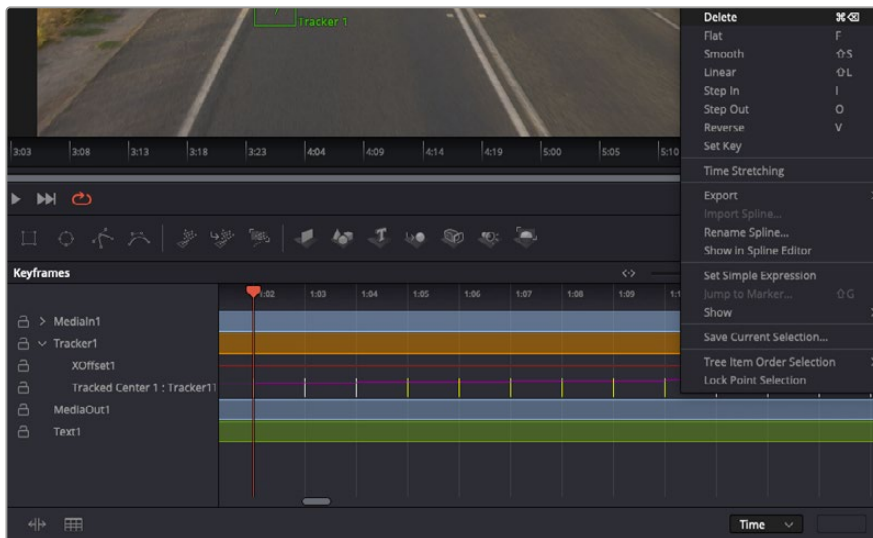 Tracker 1
Delete ⌘⌫
Flat F
Smooth ⇧S
Linear ⇧L
Step In I
Step Out O
Reverse V
Set Key
Time Stretching
Export
Import Spline...
Rename Spline...
Show in Spline Editor
Set Simple Expression
Jump to Marker... ⇧G
Show
Save Current Selection...
Tree Item Order Selection
Lock Point Selection
3:03 3:08 3:13 3:18 3:23 4:04 4:09 4:14 4:19 5:00 5:05 5:10
Keyframes
1:02 1:03 1:04 1:05 1:06 1:07 1:08 1:09
MediaIn1
Tracker1
XOffset1
Tracked Center 1 : Tracker1
MediaOut1
Text1
Time